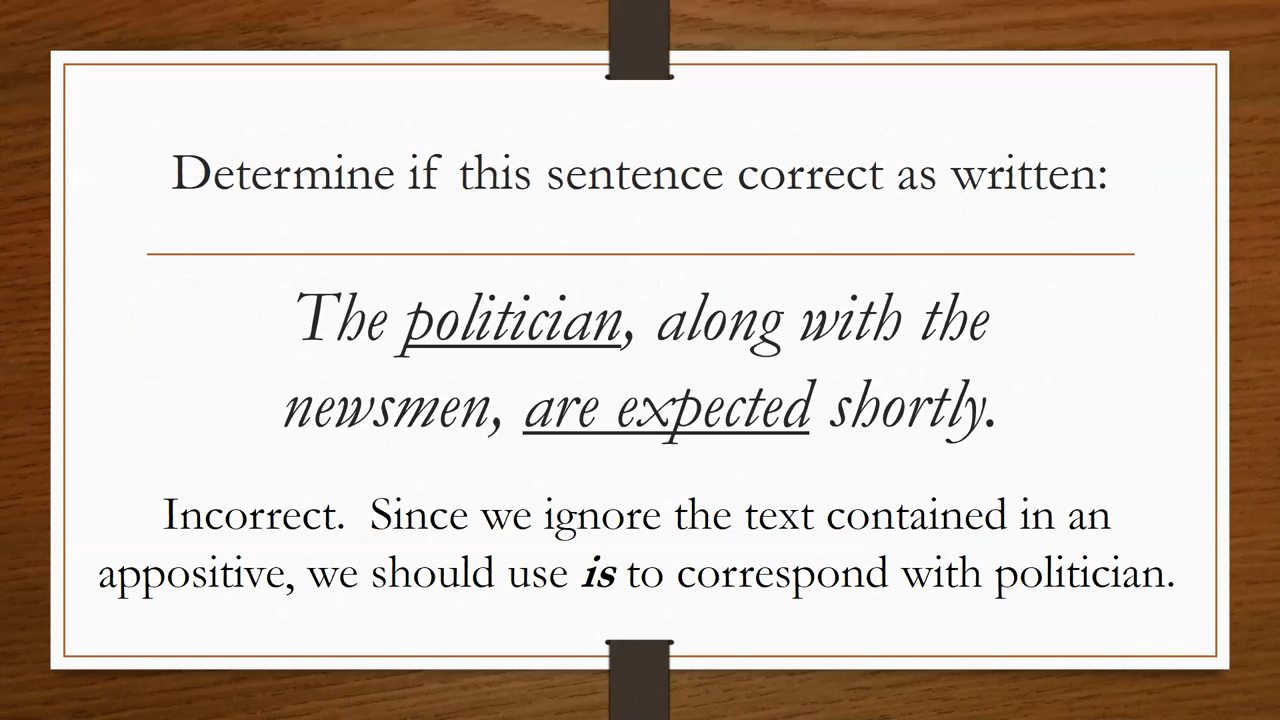 Determine if this sentence correct as written:
The politician, along with the
newsmen, are expected shortly.
Incorrect. Since we ignore the text contained in an
appositive, we should use is to correspond with politician.